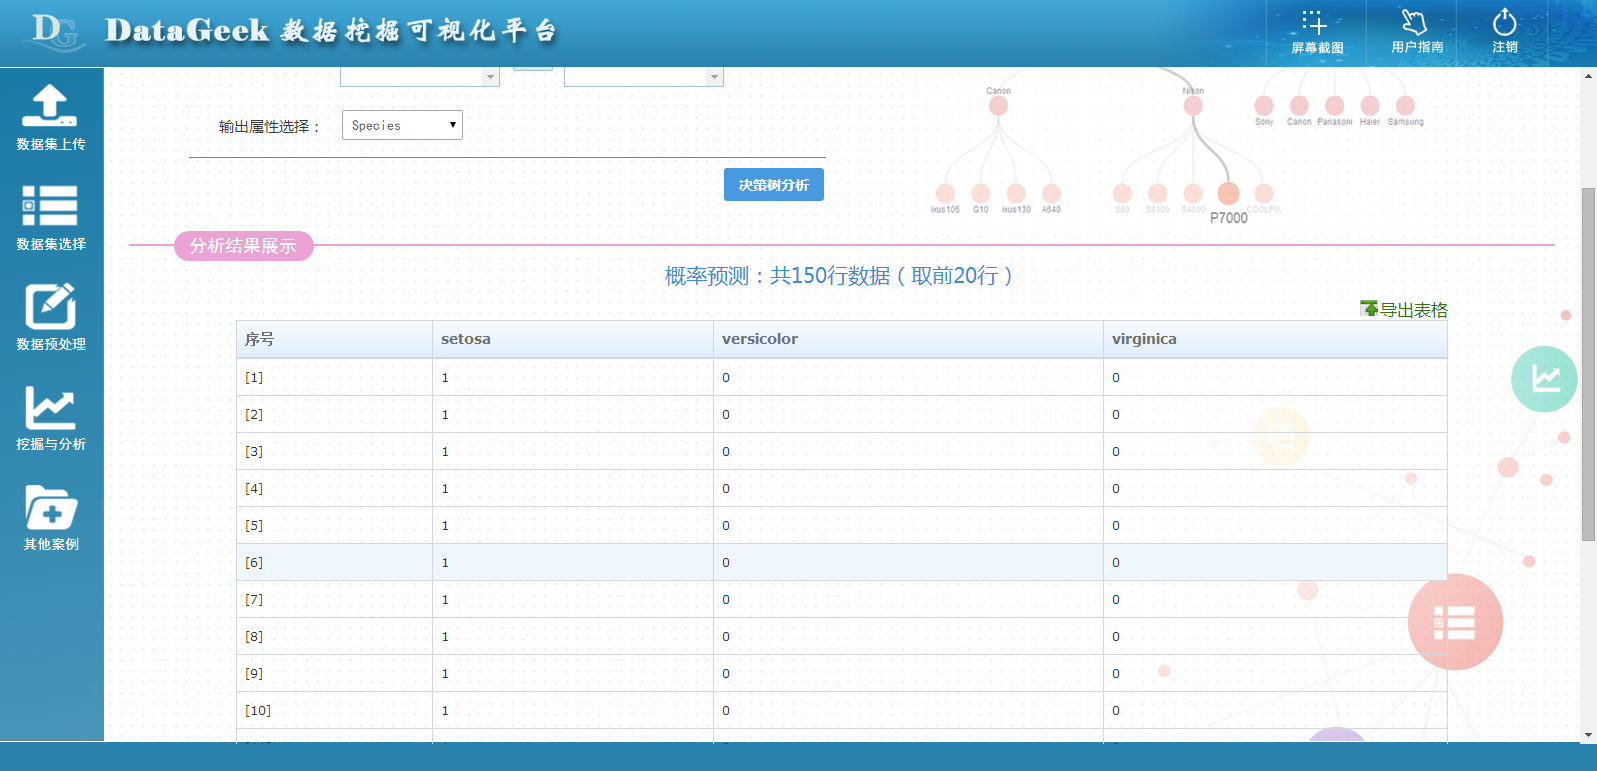 DG DataGeek 数据挖掘可视化平台
屏幕截图 用户指南 注销
数据集上传
数据集选择
数据预处理
挖掘与分析
其他案例
输出属性选择： Species
决策树分析
Canon Nikon
Sony Canon Panasoni Haier Samsung
ixus105 G10 ixus130 A640 S80 S8100 S4000 P7000 COOLPIX
分析结果展示
概率预测：共150行数据（取前20行）
导出表格
序号 setosa versicolor virginica
[1] 1 0 0
[2] 1 0 0
[3] 1 0 0
[4] 1 0 0
[5] 1 0 0
[6] 1 0 0
[7] 1 0 0
[8] 1 0 0
[9] 1 0 0
[10] 1 0 0